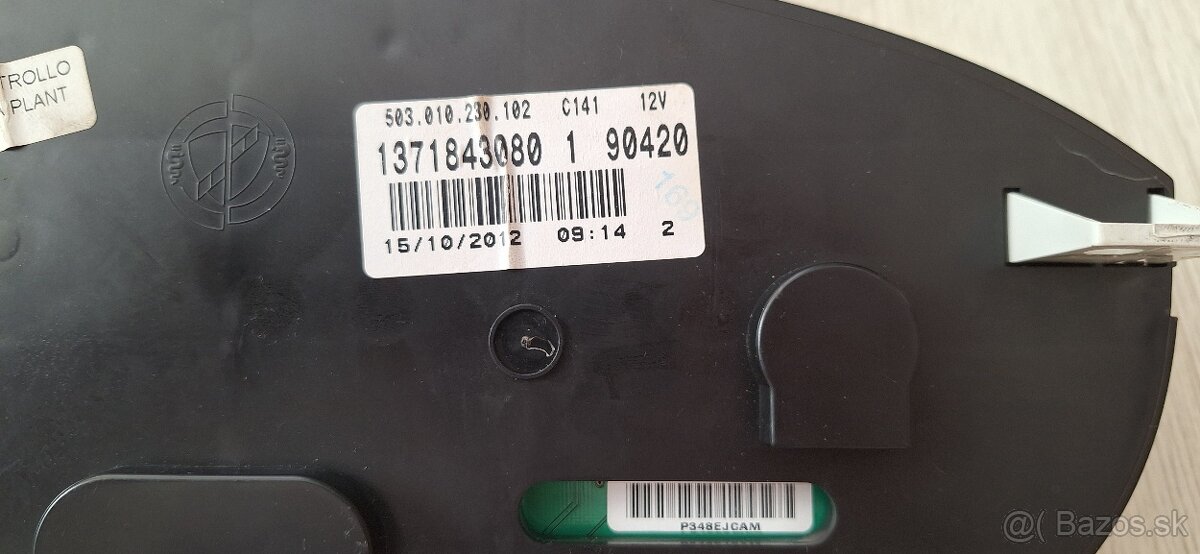 TROLLO
PLANT
503.010.230.102 C141 12V
1371843080 1 90420
169
15/10/2012 09:14 2
P348EJCAM
@( Bazos.sk